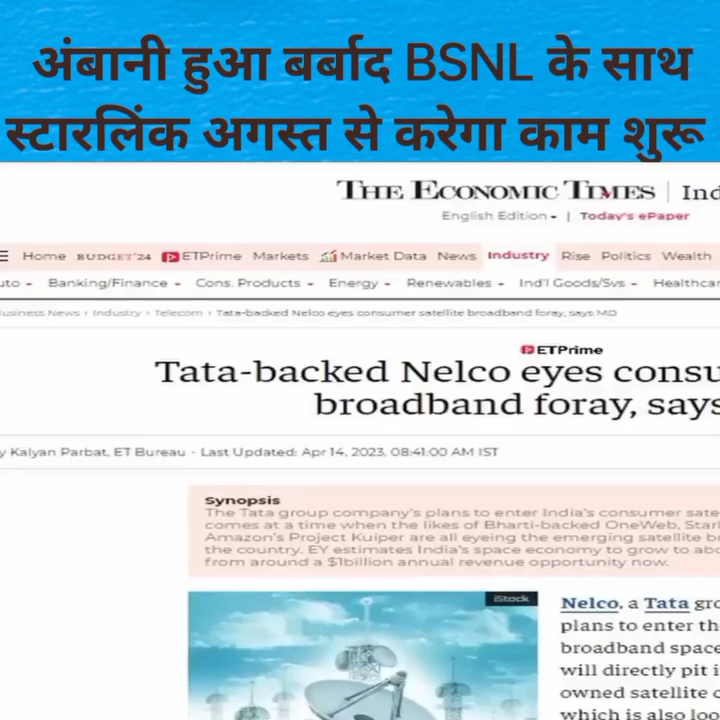 अंबानी हुआ बर्बाद BSNL के साथ
स्टारलिंक अगस्त से करेगा काम शुरू
THE ECONOMIC TIMES | Ind
English Edition | Today's ePaper
Home BUDGET'24 ETPrime Markets Market Data News Industry Rise Politics Wealth
uto Banking/Finance Cons. Products Energy Renewables Ind'l Goods/Svs Healthcar
usiness News › Industry › Telecom › Tata-backed Nelco eyes consumer satellite broadband foray, says MD
ETPrime
Tata-backed Nelco eyes consu
broadband foray, says
y Kalyan Parbat, ET Bureau · Last Updated: Apr 14, 2023, 08:41:00 AM IST
Synopsis
The Tata group company's plans to enter India's consumer sate
comes at a time when the likes of Bharti-backed OneWeb, Starl
Amazon's Project Kuiper are all eyeing the emerging satellite br
the country. EY estimates India's space economy to grow to abo
from around a $1billion annual revenue opportunity now.
iStock
Nelco, a Tata gro
plans to enter th
broadband space
will directly pit i
owned satellite c
which is also loo